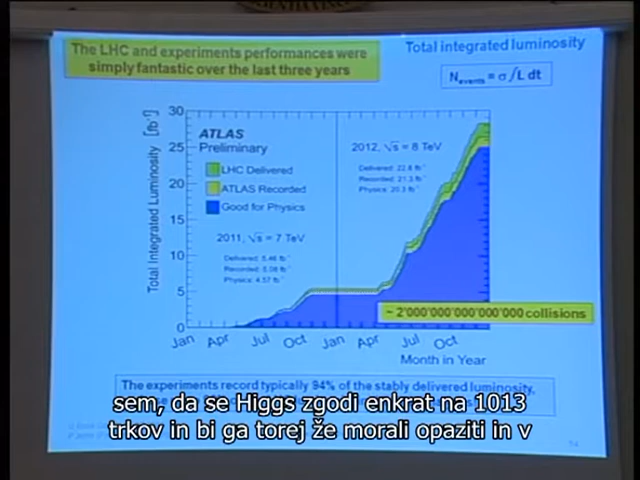 The LHC and experiments performances were
simply fantastic over the last three years
Total integrated luminosity
N events = σ ∫ L dt
Total Integrated Luminosity [fb⁻¹]
30
25
20
15
10
5
0
ATLAS
Preliminary
LHC Delivered
ATLAS Recorded
Good for Physics
2011, √s = 7 TeV
Delivered: 5.46 fb⁻¹
Recorded: 5.08 fb⁻¹
Physics: 4.57 fb⁻¹
2012, √s = 8 TeV
Delivered: 22.8 fb⁻¹
Recorded: 21.3 fb⁻¹
Physics: 20.3 fb⁻¹
~ 2'000'000'000'000'000 collisions
Jan Apr Jul Oct Jan Apr Jul Oct
Month in Year
The experiments record typically 94% of the stably delivered luminosity,
sem, da se Higgs zgodi enkrat na 1013
trkov in bi ga torej že morali opaziti in v